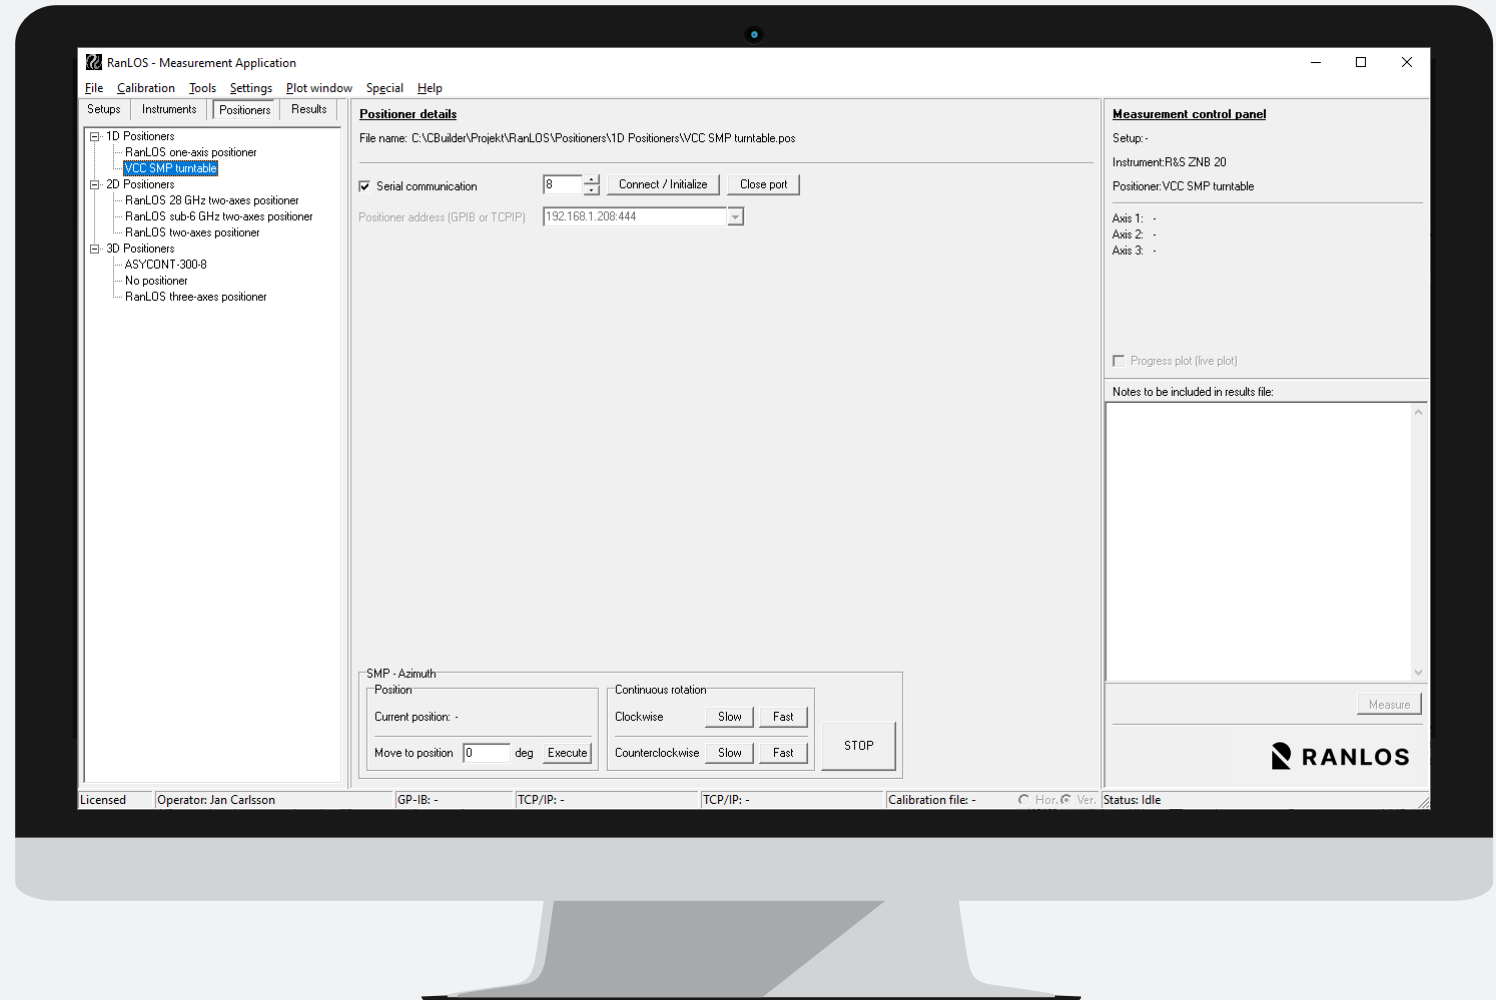 RanLOS - Measurement Application
File Calibration Tools Settings Plot window Special Help
Setups Instruments Positioners Results
1D Positioners
RanLOS one-axis positioner
VCC SMP turntable
2D Positioners
RanLOS 28 GHz two-axes positioner
RanLOS sub-6 GHz two-axes positioner
RanLOS two-axes positioner
3D Positioners
ASYCONT-300-8
No positioner
RanLOS three-axes positioner
Positioner details
File name: C:\CBuilder\Projekt\RanLOS\Positioners\1D Positioners\VCC SMP turntable.pos
Serial communication 8 Connect / Initialize Close port
Positioner address (GPIB or TCPIP) 192.168.1.208:444
SMP - Azimuth
Position
Current position: -
Move to position 0 deg Execute
Continuous rotation
Clockwise Slow Fast
Counterclockwise Slow Fast
STOP
Measurement control panel
Setup: -
Instrument: R&S ZNB 20
Positioner: VCC SMP turntable
Axis 1: -
Axis 2: -
Axis 3: -
Progress plot (live plot)
Notes to be included in results file:
Measure
RANLOS
Licensed Operator: Jan Carlsson GP-IB: - TCP/IP: - TCP/IP: - Calibration file: - Hor. Ver. Status: Idle